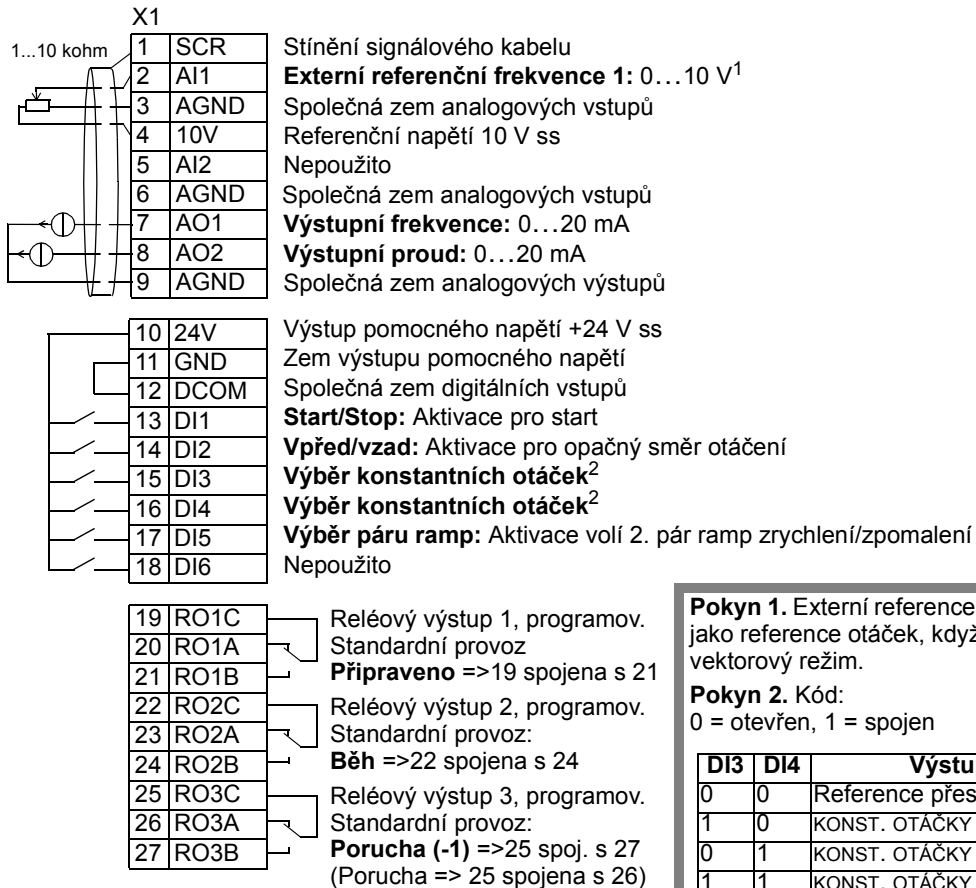 X1
1...10 kohm
1 SCR Stínění signálového kabelu
2 AI1 Externí referenční frekvence 1: 0…10 V1
3 AGND Společná zem analogových vstupů
4 10V Referenční napětí 10 V ss
5 AI2 Nepoužito
6 AGND Společná zem analogových vstupů
7 AO1 Výstupní frekvence: 0…20 mA
8 AO2 Výstupní proud: 0…20 mA
9 AGND Společná zem analogových výstupů
10 24V Výstup pomocného napětí +24 V ss
11 GND Zem výstupu pomocného napětí
12 DCOM Společná zem digitálních vstupů
13 DI1 Start/Stop: Aktivace pro start
14 DI2 Vpřed/vzad: Aktivace pro opačný směr otáčení
15 DI3 Výběr konstantních otáček2
16 DI4 Výběr konstantních otáček2
17 DI5 Výběr páru ramp: Aktivace volí 2. pár ramp zrychlení/zpomalení
18 DI6 Nepoužito
19 RO1C Reléový výstup 1, programov.
20 RO1A Standardní provoz
21 RO1B Připraveno =>19 spojena s 21
22 RO2C Reléový výstup 2, programov.
23 RO2A Standardní provoz:
24 RO2B Běh =>22 spojena s 24
25 RO3C Reléový výstup 3, programov.
26 RO3A Standardní provoz:
27 RO3B Porucha (-1) =>25 spoj. s 27
(Porucha => 25 spojena s 26)
Pokyn 1. Externí reference
jako reference otáček, když
vektorový režim.
Pokyn 2. Kód:
0 = otevřen, 1 = spojen
DI3 DI4
0 0 Reference
1 0 KONST. OTÁČKY
0 1 KONST. OTÁČKY
1 1 KONST. OTÁČKY